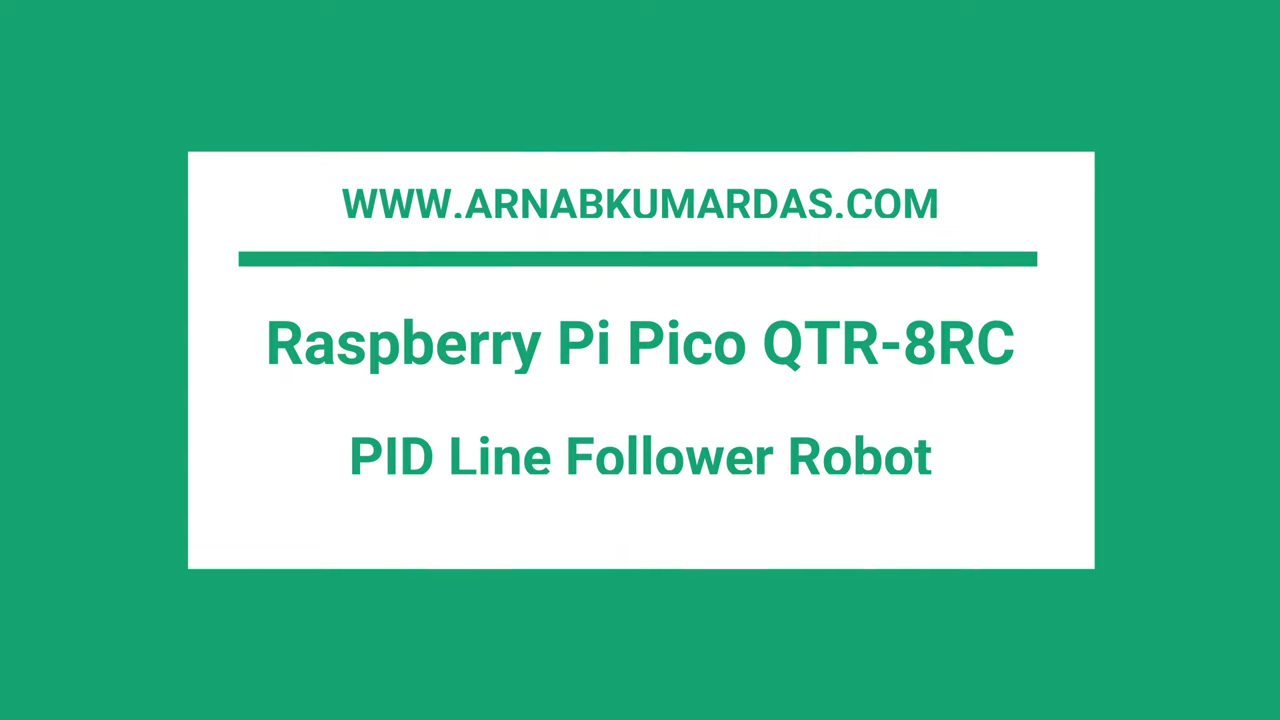 WWW.ARNABKUMARDAS.COM
Raspberry Pi Pico QTR-8RC
PID Line Follower Robot